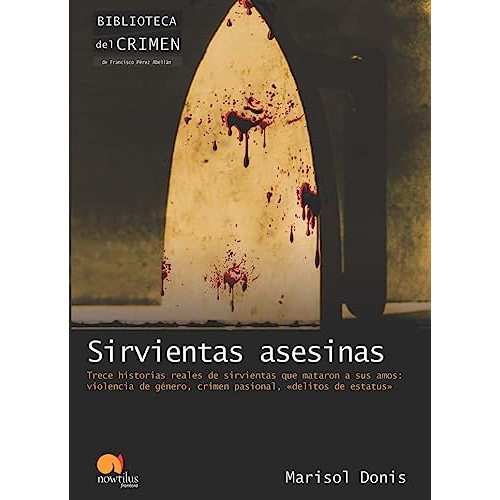 BIBLIOTECA
del CRIMEN
de Francisco Pérez Abellán
Sirvientas asesinas
Trece historias reales de sirvientas que mataron a sus amos:
violencia de género, crimen pasional, «delitos de estatus»
nowtilus
frontera
Marisol Donis